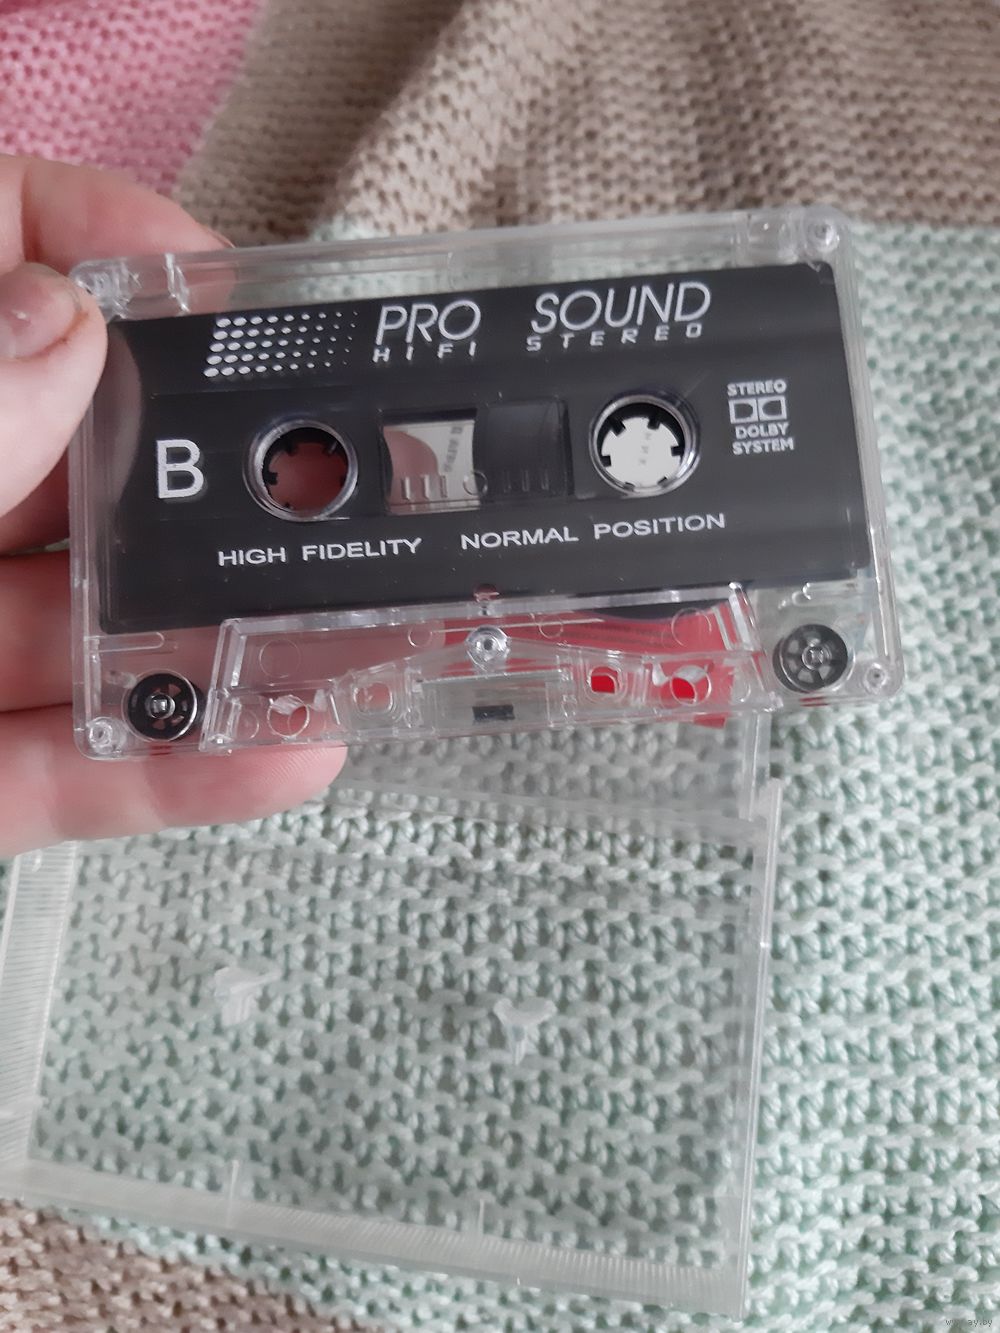 PRO SOUND
HIFI STEREO
STEREO
DOLBY
SYSTEM
B
HIGH FIDELITY NORMAL POSITION